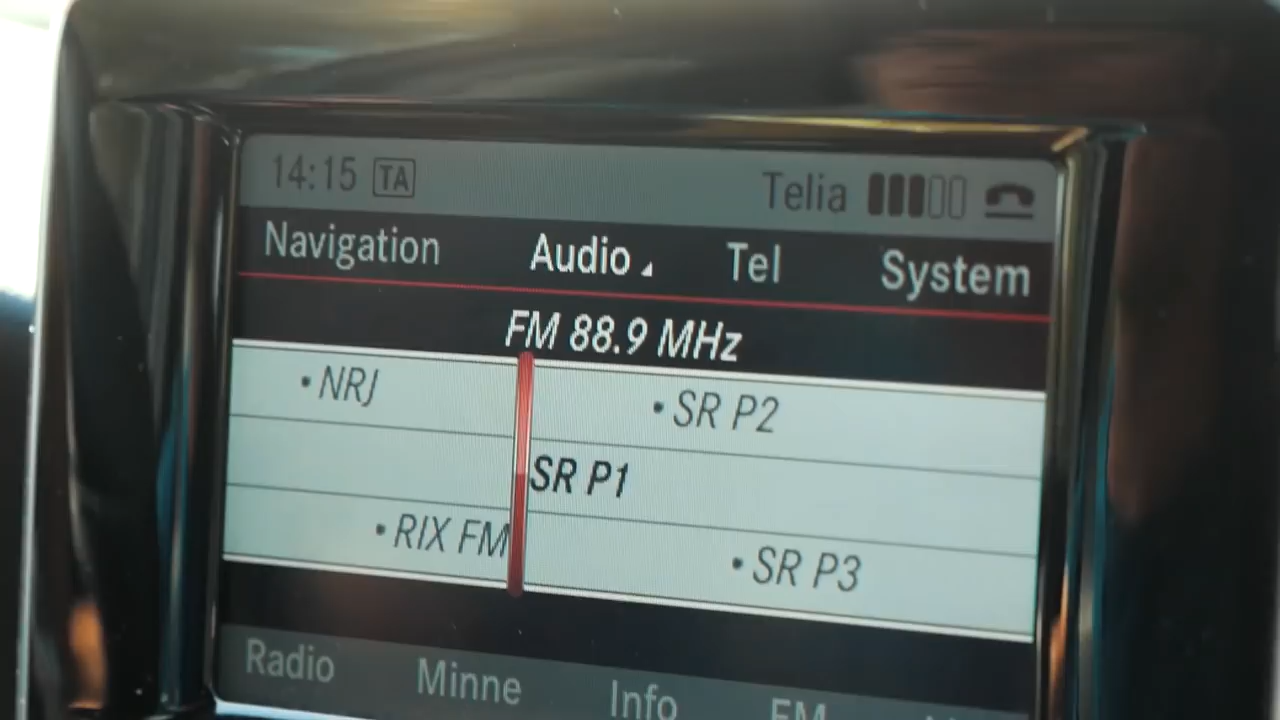 14:15 TA Telia
Navigation Audio Tel System
FM 88.9 MHz
• NRJ • SR P2
SR P1
• RIX FM • SR P3
Radio Minne Info FM